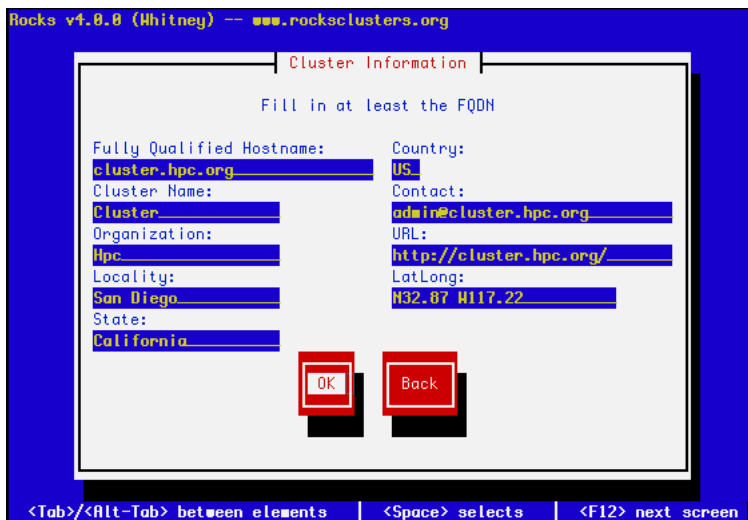 Rocks v4.0.0 (Whitney) -- www.rocksclusters.org
Cluster Information
Fill in at least the FQDN
Fully Qualified Hostname:
cluster.hpc.org
Cluster Name:
Cluster
Organization:
Hpc
Locality:
San Diego
State:
California
Country:
US
Contact:
admin@cluster.hpc.org
URL:
http://cluster.hpc.org/
LatLong:
N32.87 W117.22
OK
Back
<Tab>/<Alt-Tab> between elements | <Space> selects | <F12> next screen